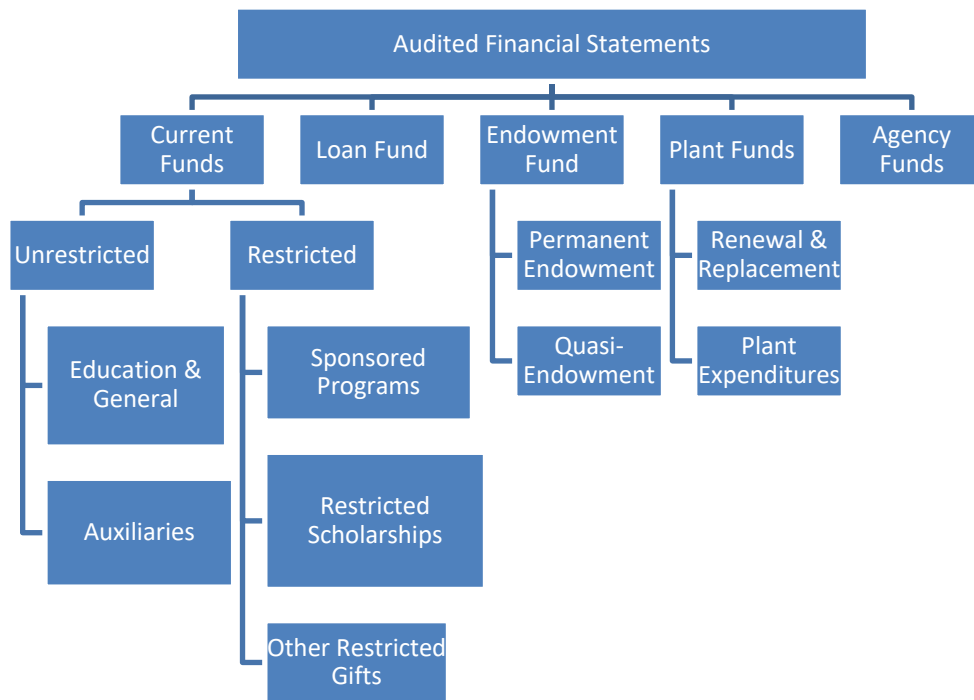 Audited Financial Statements
Current
Funds
Loan Fund
Endowment
Fund
Plant Funds
Agency
Funds
Unrestricted
Restricted
Permanent
Endowment
Renewal &
Replacement
Education &
General
Sponsored
Programs
Quasi-
Endowment
Plant
Expenditures
Auxiliaries
Restricted
Scholarships
Other Restricted
Gifts